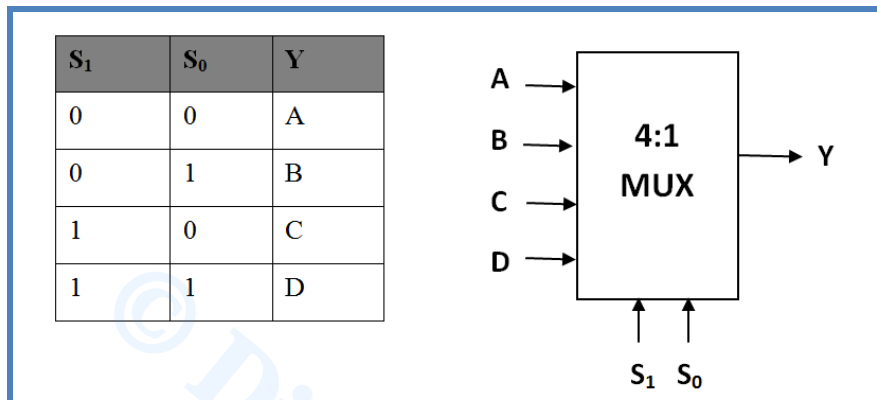 S₁ S₀ Y
0 0 A
0 1 B
1 0 C
1 1 D
A
B
C
D
4:1
MUX
Y
S₁ S₀
©